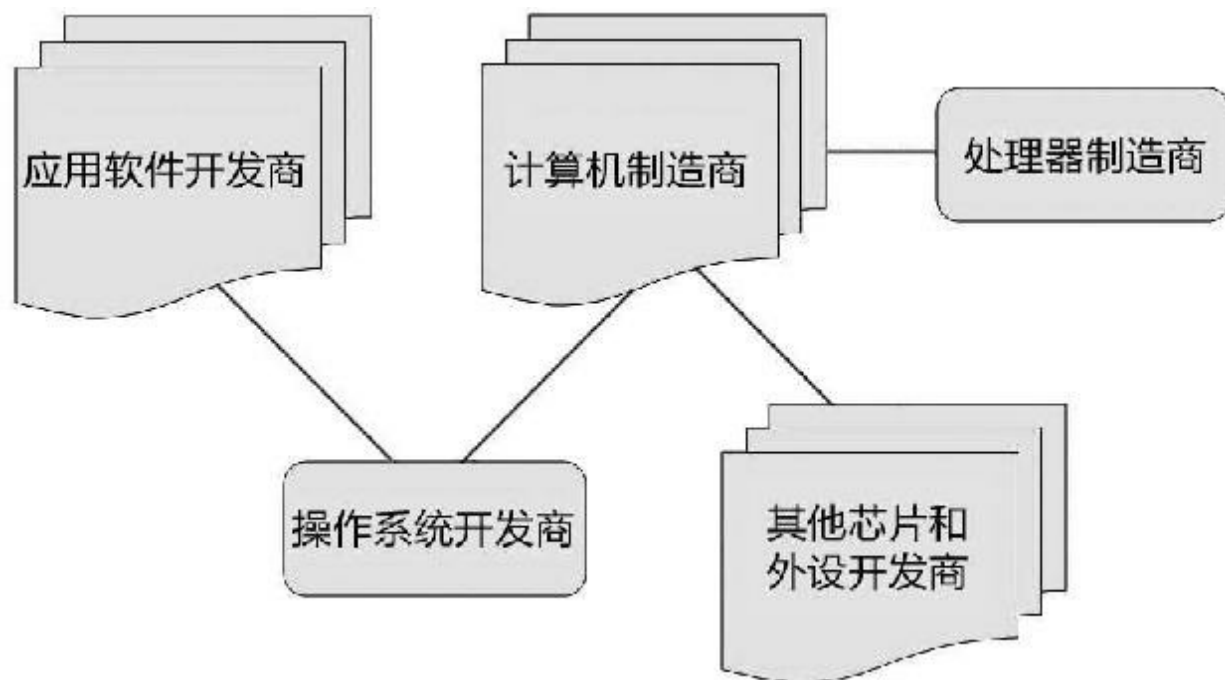 应用软件开发商
计算机制造商
处理器制造商
操作系统开发商
其他芯片和
外设开发商